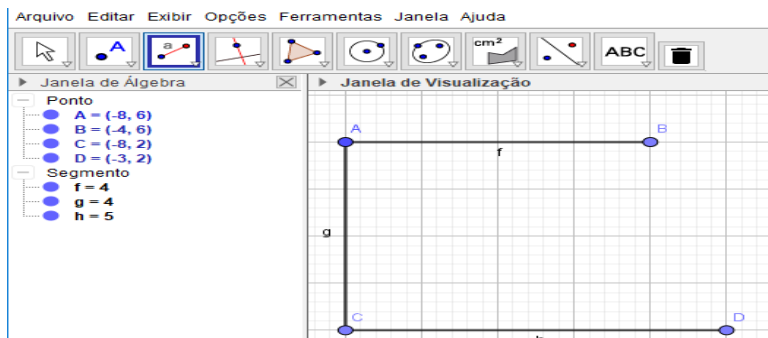 Arquivo Editar Exibir Opções Ferramentas Janela Ajuda
A a cm² ABC
Janela de Álgebra
Janela de Visualização
Ponto
A = (-8, 6)
B = (-4, 6)
C = (-8, 2)
D = (-3, 2)
Segmento
f = 4
g = 4
h = 5
A
B
f
g
C
D